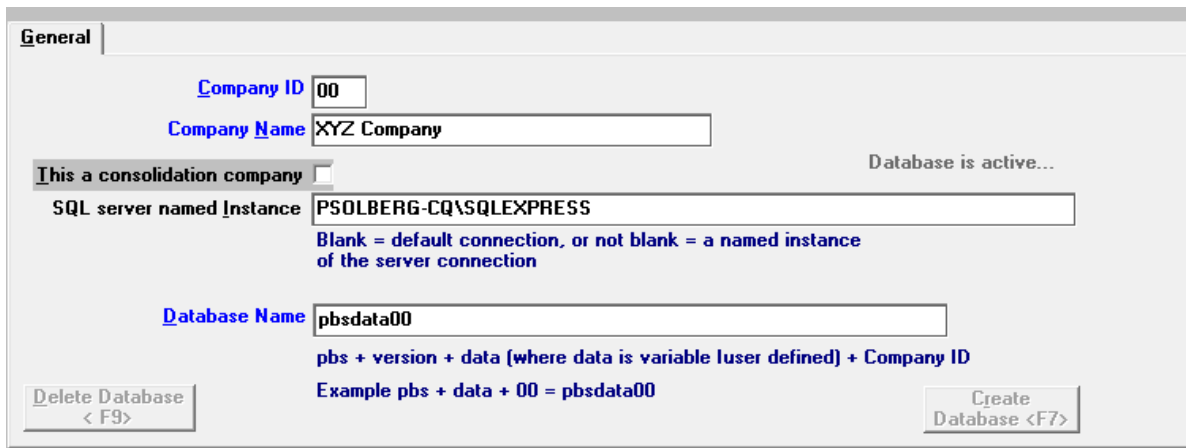 General
Company ID 00
Company Name XYZ Company
Database is active...
This a consolidation company
SQL server named Instance PSOLBERG-CQ\SQLEXPRESS
Blank = default connection, or not blank = a named instance
of the server connection
Database Name pbsdata00
pbs + version + data (where data is variable Iuser defined) + Company ID
Example pbs + data + 00 = pbsdata00
Delete Database
< F9>
Create
Database <F7>